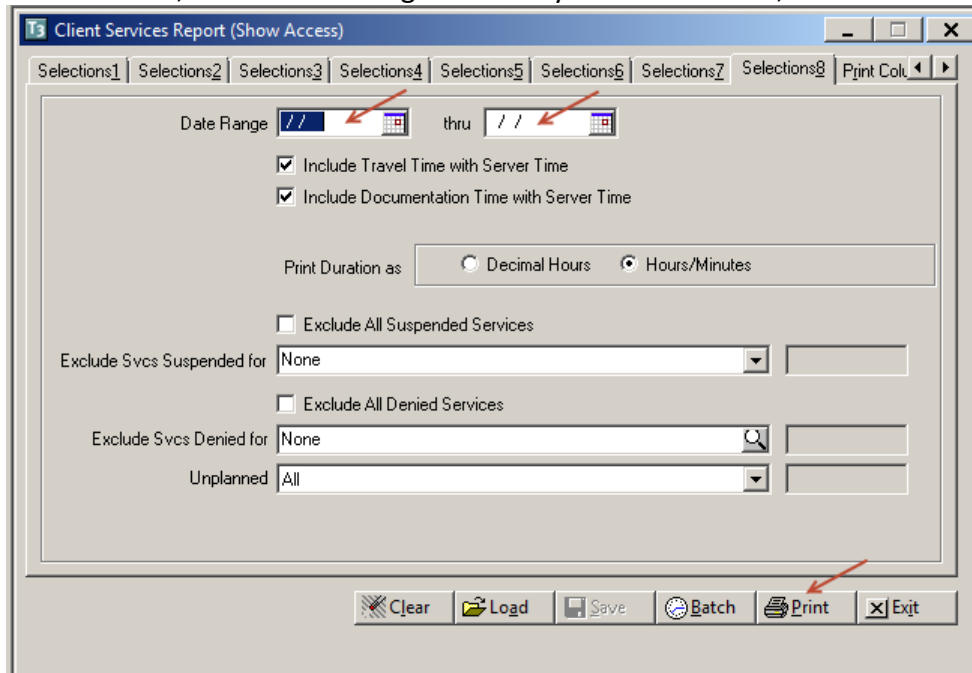 T3 Client Services Report (Show Access)
Selections1 Selections2 Selections3 Selections4 Selections5 Selections6 Selections7 Selections8 Print Colu
Date Range / / thru / /
Include Travel Time with Server Time
Include Documentation Time with Server Time
Print Duration as Decimal Hours Hours/Minutes
Exclude All Suspended Services
Exclude Svcs Suspended for None
Exclude All Denied Services
Exclude Svcs Denied for None
Unplanned All
Clear Load Save Batch Print Exit